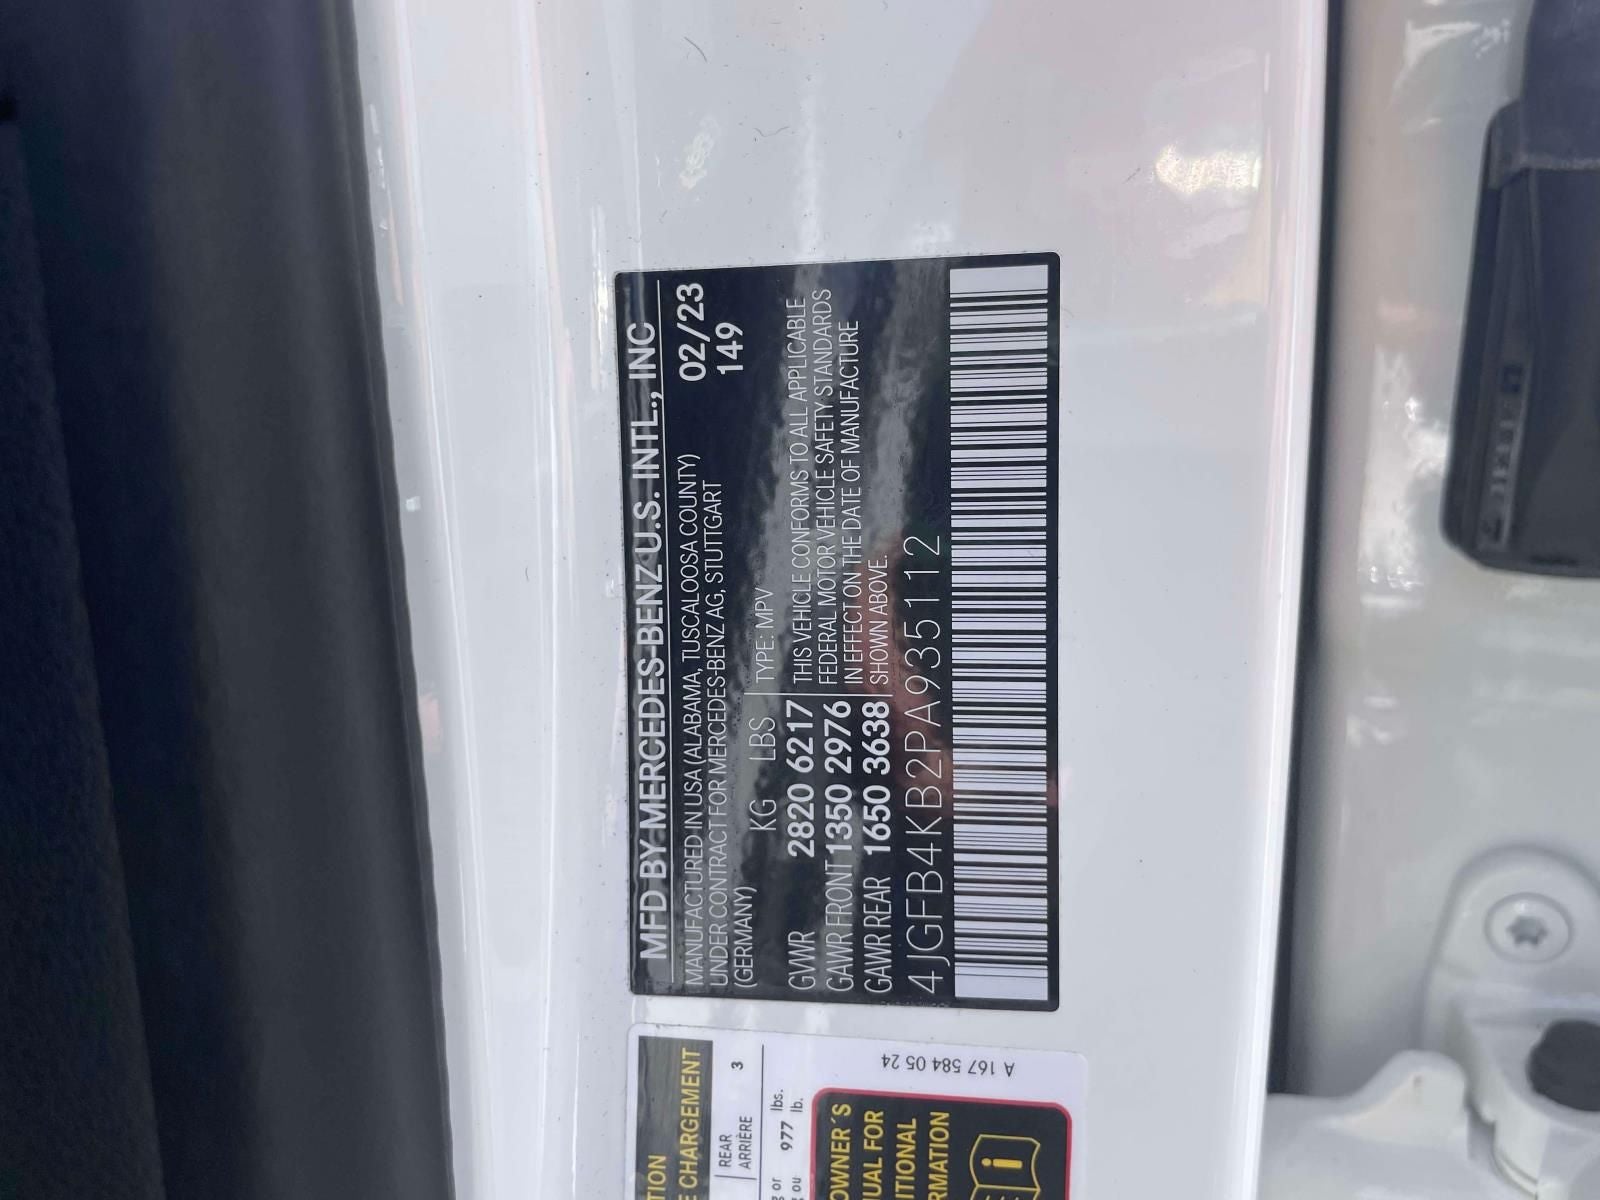 MFD BY MERCEDES-BENZ U.S. INTL., INC
MANUFACTURED IN USA (ALABAMA, TUSCALOOSA COUNTY) 02/23
UNDER CONTRACT FOR MERCEDES-BENZ AG, STUTTGART 149
(GERMANY)
KG LBS TYPE: MPV
GVWR 2820 6217 THIS VEHICLE CONFORMS TO ALL APPLICABLE
FEDERAL MOTOR VEHICLE SAFETY STANDARDS
GAWR FRONT 1350 2976 IN EFFECT ON THE DATE OF MANUFACTURE
GAWR REAR 1650 3638 SHOWN ABOVE.
4JGFB4KB2PA935112
CHARGEMENT
REAR 3
ARRIÈRE
or 977 lbs.
ou lb.
A 167 584 05 24
OWNER´S
FOR